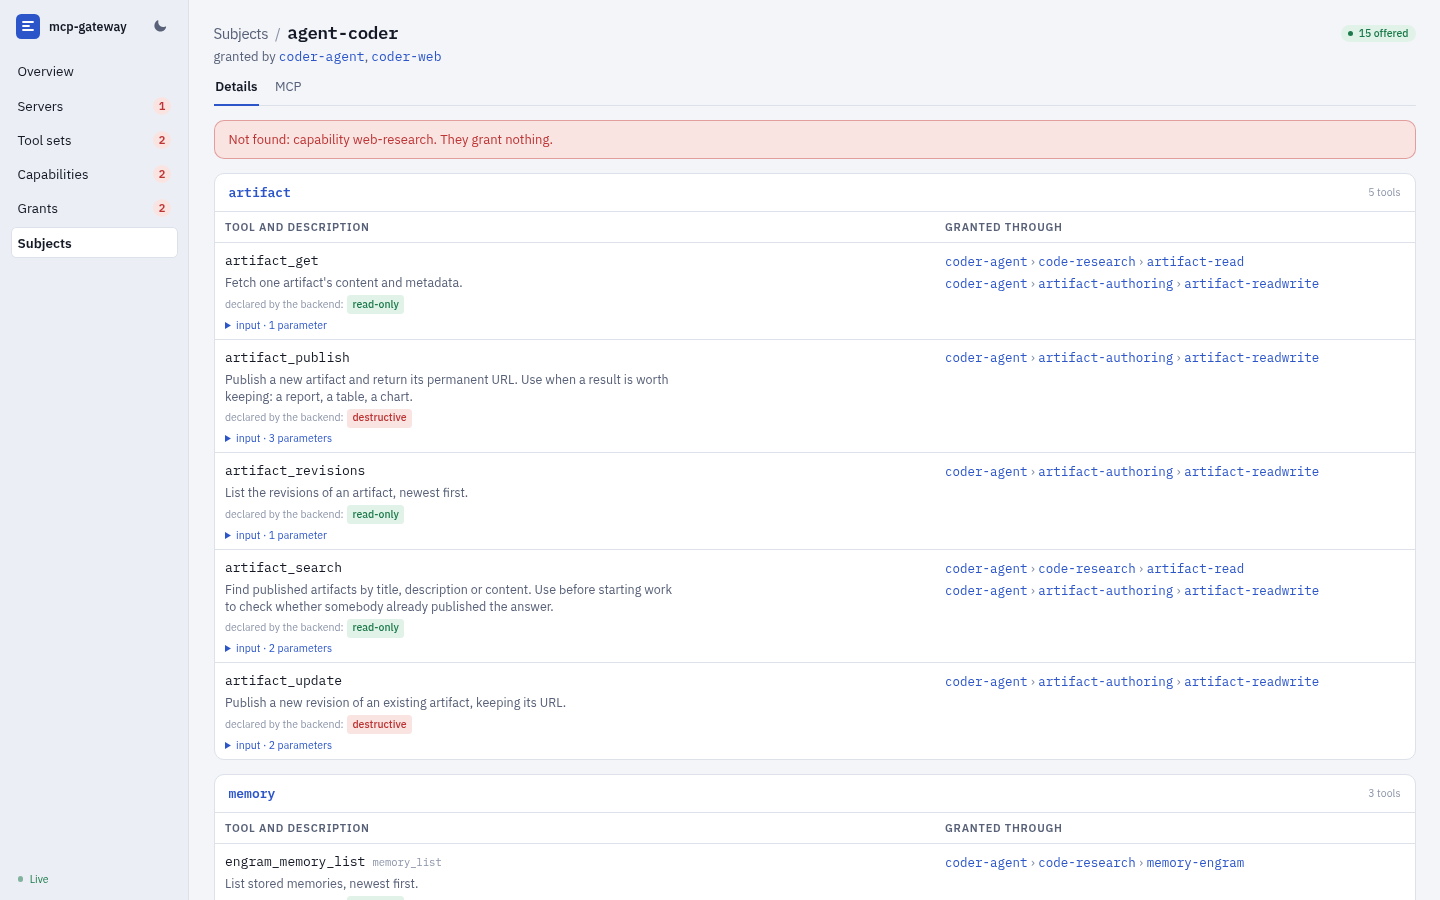 mcp-gateway
Overview
Servers 1
Tool sets 2
Capabilities 2
Grants 2
Subjects
Live
Subjects / agent-coder
15 offered
granted by coder-agent, coder-web
Details MCP
Not found: capability web-research. They grant nothing.
artifact 5 tools
TOOL AND DESCRIPTION GRANTED THROUGH
artifact_get
Fetch one artifact's content and metadata.
declared by the backend: read-only
input · 1 parameter
coder-agent › code-research › artifact-read
coder-agent › artifact-authoring › artifact-readwrite
artifact_publish
Publish a new artifact and return its permanent URL. Use when a result is worth
keeping: a report, a table, a chart.
declared by the backend: destructive
input · 3 parameters
coder-agent › artifact-authoring › artifact-readwrite
artifact_revisions
List the revisions of an artifact, newest first.
declared by the backend: read-only
input · 1 parameter
coder-agent › artifact-authoring › artifact-readwrite
artifact_search
Find published artifacts by title, description or content. Use before starting work
to check whether somebody already published the answer.
declared by the backend: read-only
input · 2 parameters
coder-agent › code-research › artifact-read
coder-agent › artifact-authoring › artifact-readwrite
artifact_update
Publish a new revision of an existing artifact, keeping its URL.
declared by the backend: destructive
input · 2 parameters
coder-agent › artifact-authoring › artifact-readwrite
memory 3 tools
TOOL AND DESCRIPTION GRANTED THROUGH
engram_memory_list memory_list
List stored memories, newest first.
coder-agent › code-research › memory-engram